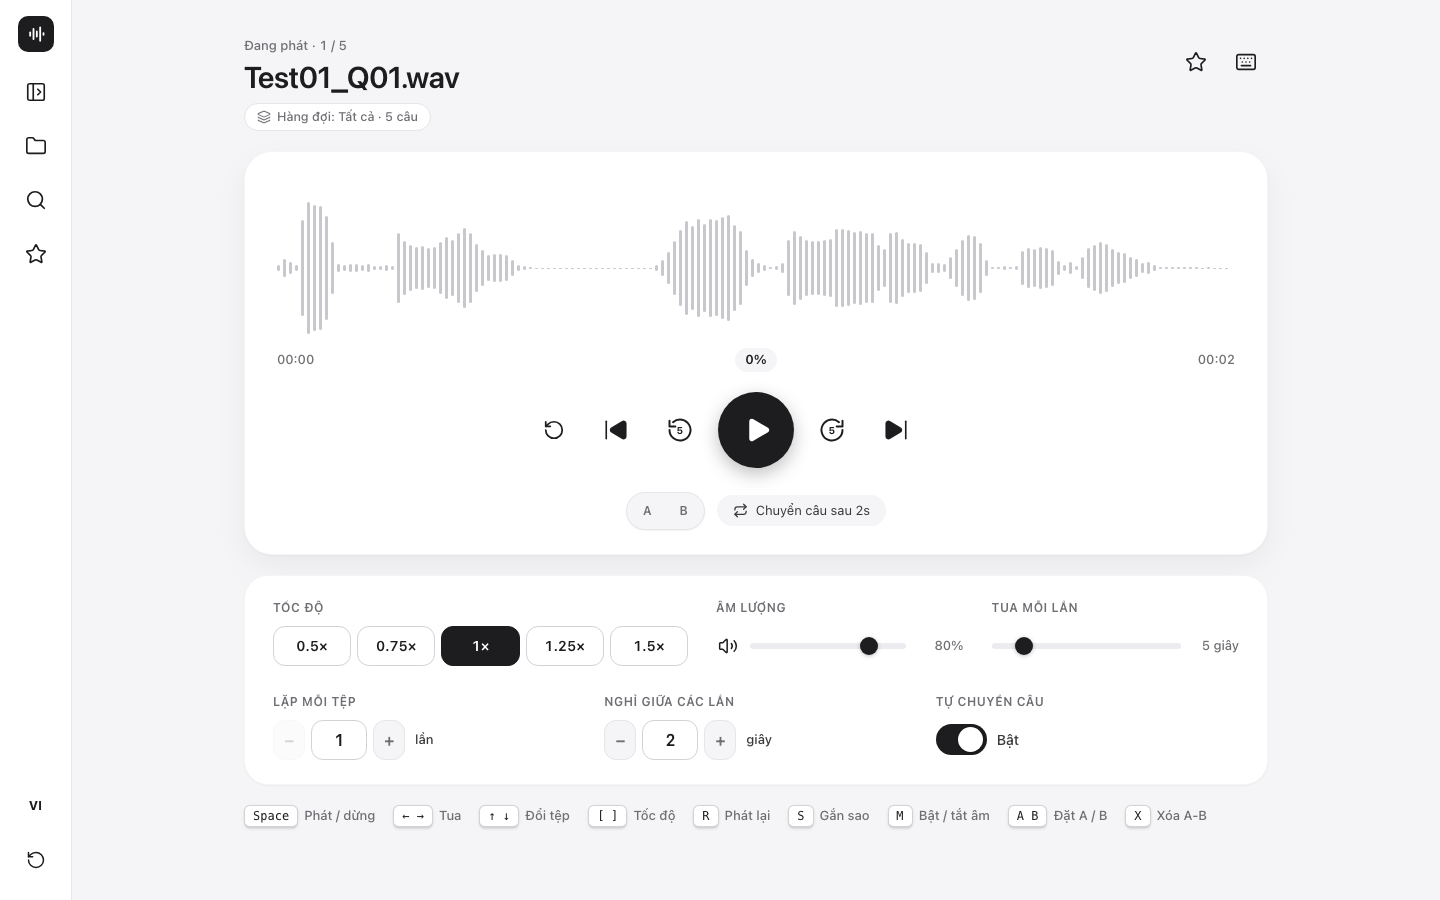 Đang phát · 1 / 5
Test01_Q01.wav
Hàng đợi: Tất cả · 5 câu
00:00
0%
00:02
5
5
A B
Chuyển câu sau 2s
TỐC ĐỘ
0.5×
0.75×
1×
1.25×
1.5×
ÂM LƯỢNG
80%
TUA MỖI LẦN
5 giây
LẶP MỖI TỆP
− 1 + lần
NGHỈ GIỮA CÁC LẦN
− 2 + giây
TỰ CHUYỂN CÂU
Bật
VI
Space Phát / dừng
← → Tua
↑ ↓ Đổi tệp
[ ] Tốc độ
R Phát lại
S Gắn sao
M Bật / tắt âm
A B Đặt A / B
X Xóa A-B